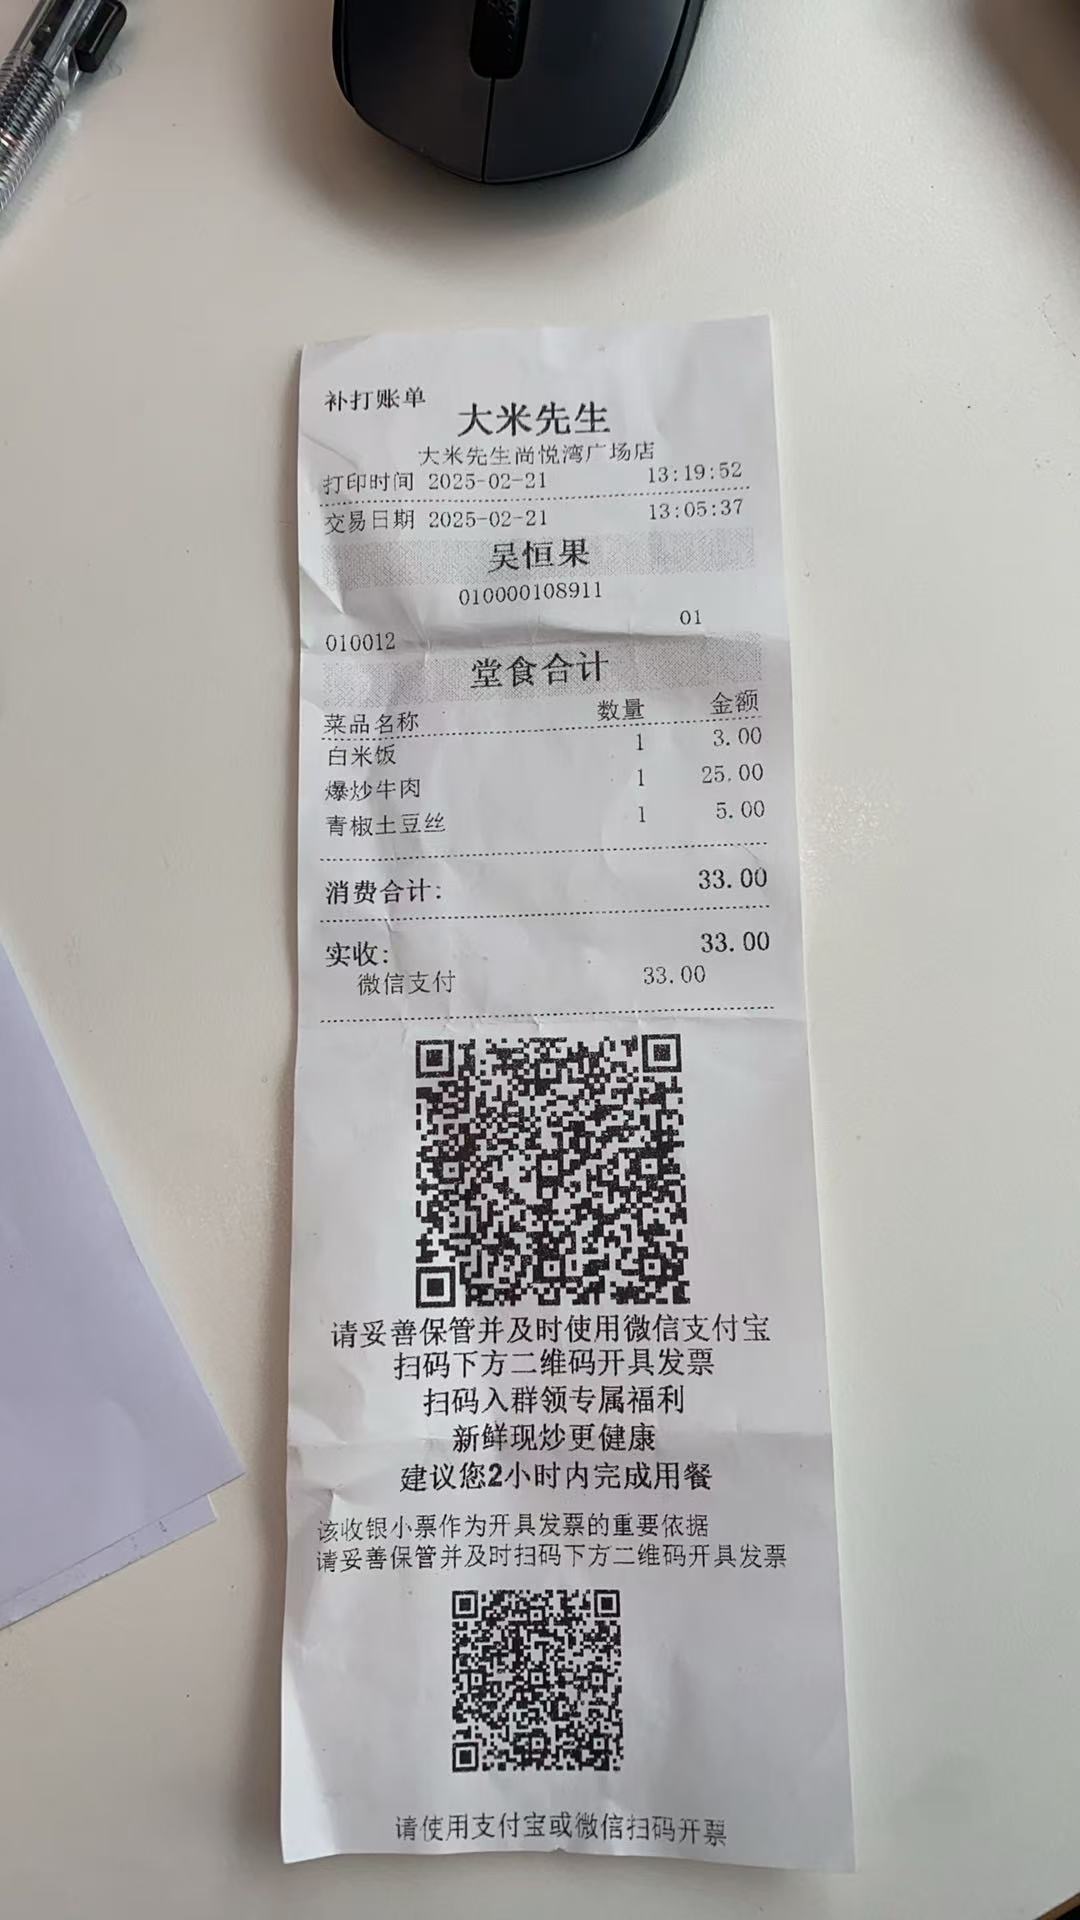 补打账单
大米先生
大米先生尚悦湾广场店
打印时间 2025-02-21 13:19:52
交易日期 2025-02-21 13:05:37
吴恒果
010000108911
010012 01
堂食合计
菜品名称 数量 金额
白米饭 1 3.00
爆炒牛肉 1 25.00
青椒土豆丝 1 5.00
消费合计: 33.00
实收: 33.00
微信支付 33.00
请妥善保管并及时使用微信支付宝
扫码下方二维码开具发票
扫码入群领专属福利
新鲜现炒更健康
建议您2小时内完成用餐
该收银小票作为开具发票的重要依据
请妥善保管并及时扫码下方二维码开具发票
请使用支付宝或微信扫码开票